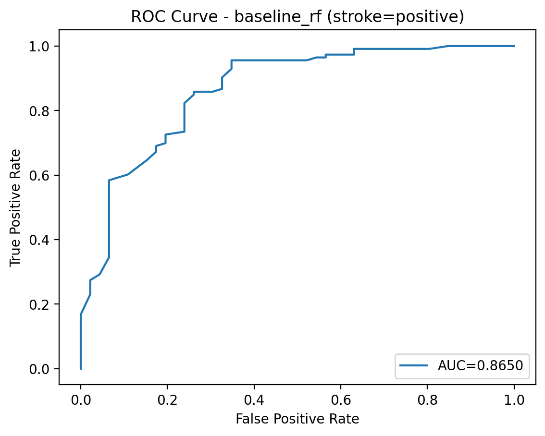 ROC Curve - baseline_rf (stroke=positive)
1.0
0.8
0.6
0.4
0.2
0.0
True Positive Rate
AUC=0.8650
0.0 0.2 0.4 0.6 0.8 1.0
False Positive Rate